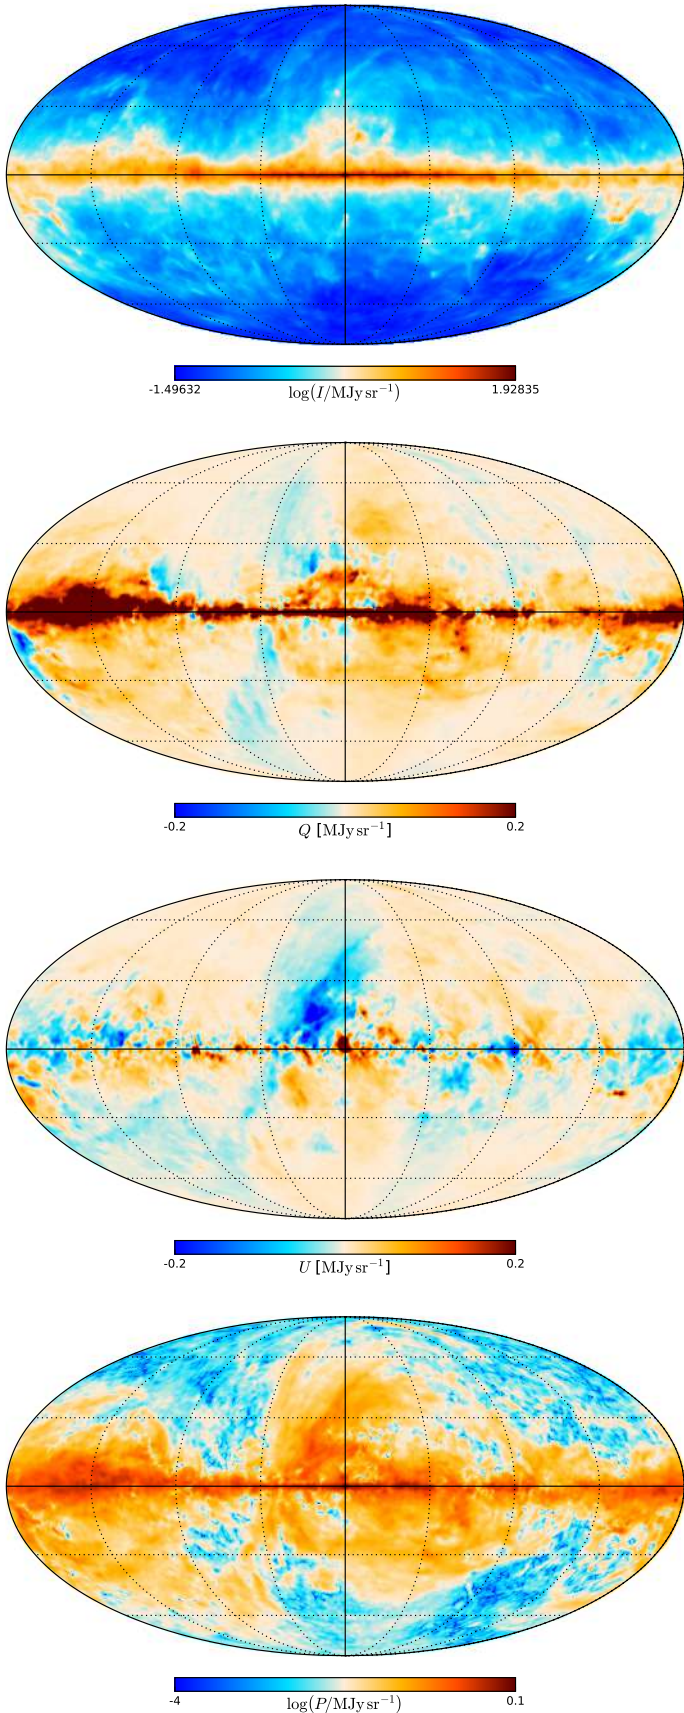 -1.49632 1.92835
log(I/MJy sr⁻¹)
-0.2 0.2
Q [MJy sr⁻¹]
-0.2 0.2
U [MJy sr⁻¹]
-4 0.1
log(P/MJy sr⁻¹)